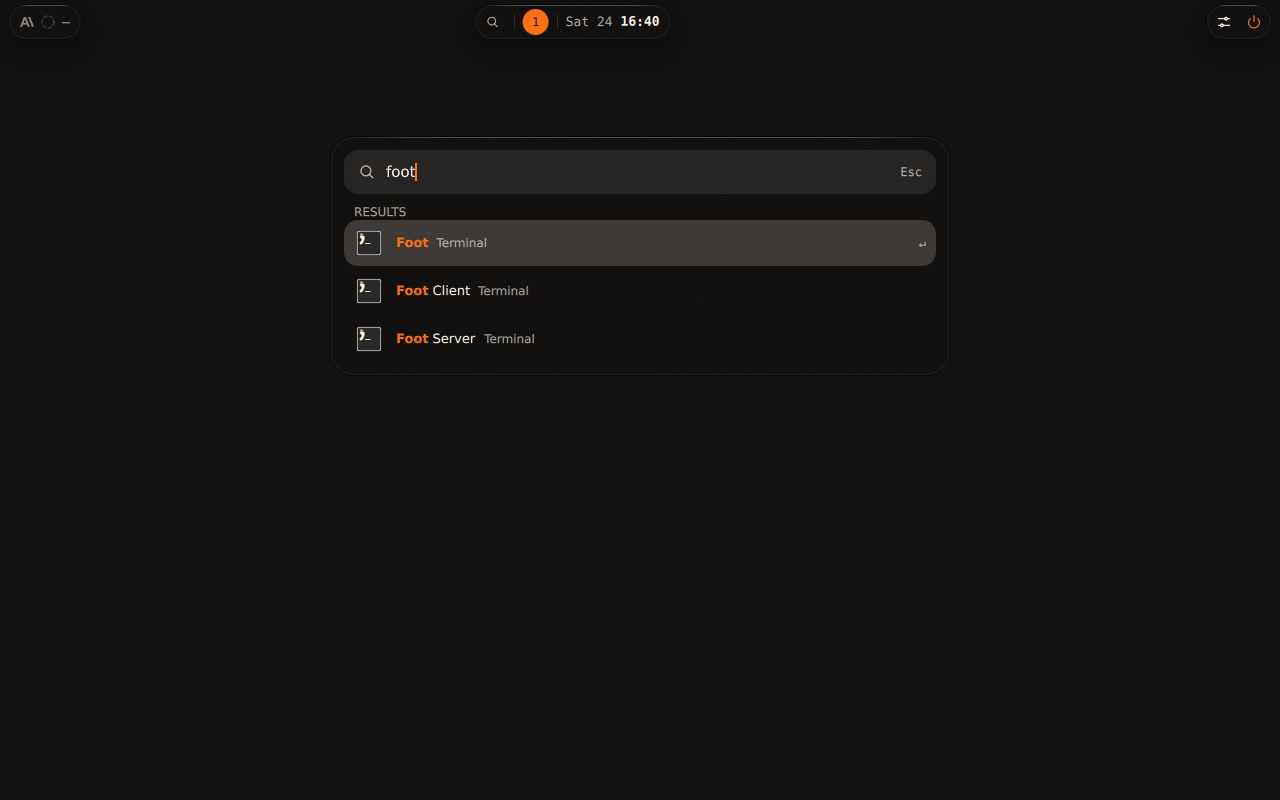 A\ –
1 Sat 24 16:40
foot Esc
RESULTS
Foot Terminal
Foot Client Terminal
Foot Server Terminal